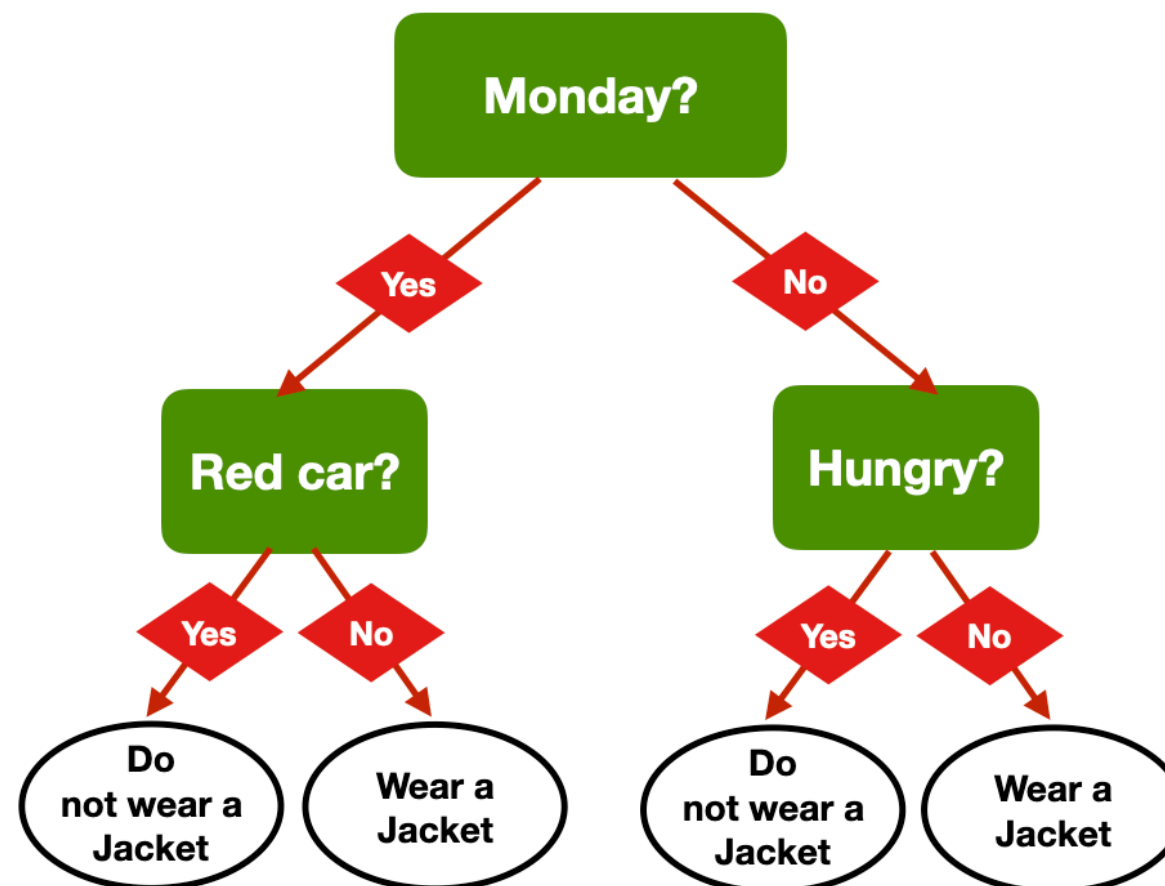 Monday?
Yes
No
Red car?
Hungry?
Yes
No
Yes
No
Do
not wear a
Jacket
Wear a
Jacket
Do
not wear a
Jacket
Wear a
Jacket